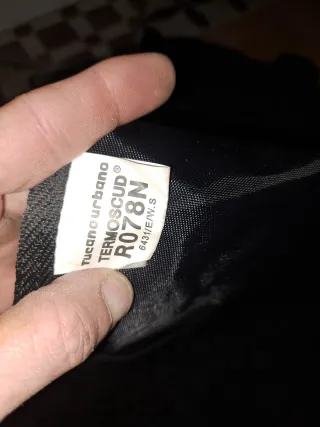 Tucano urbano
TERMOSCUD®
R078N
6431/E/W.S